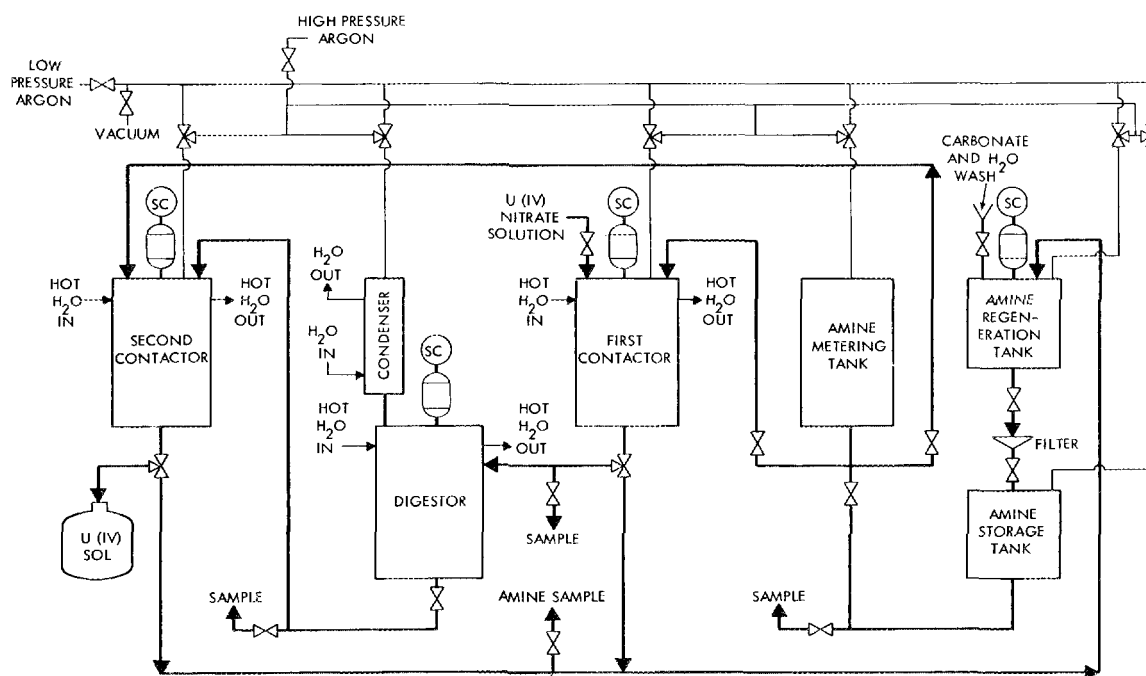 HIGH PRESSURE
ARGON
LOW
PRESSURE
ARGON
VACUUM
CARBONATE
AND H2O
WASH
SC
SC
SC
U (IV)
NITRATE
SOLUTION
H2O
OUT
HOT
H2O
IN
HOT
H2O
OUT
HOT
H2O
IN
HOT
H2O
OUT
SECOND
CONTACTOR
H2O
IN
CONDENSER
FIRST
CONTACTOR
AMINE
METERING
TANK
AMINE
REGEN-
ERATION
TANK
SC
HOT
H2O
IN
HOT
H2O
OUT
FILTER
DIGESTOR
U (IV)
SOL
SAMPLE
AMINE
STORAGE
TANK
SAMPLE
AMINE SAMPLE
SAMPLE